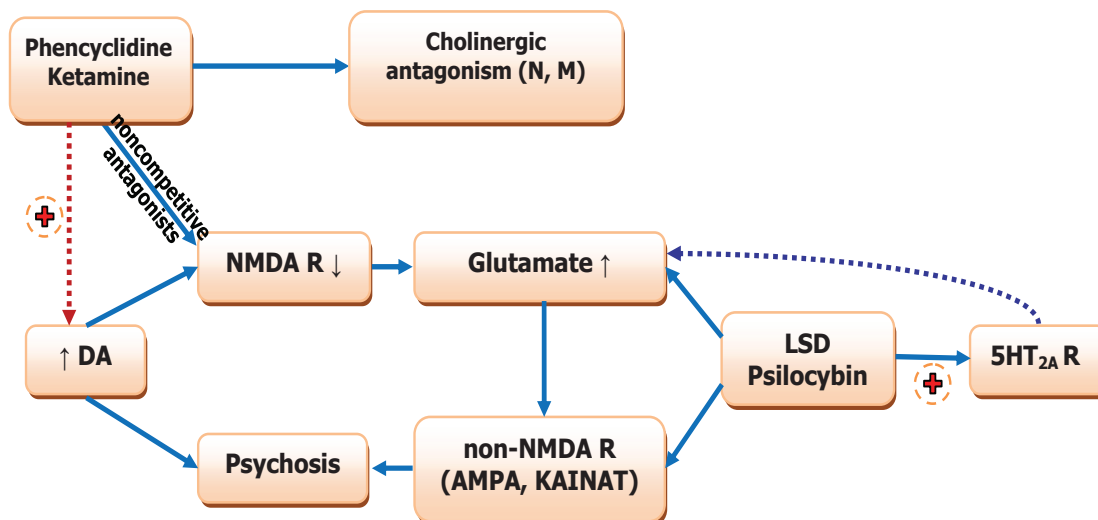 Phencyclidine
Ketamine
Cholinergic
antagonism (N, M)
noncompetitive
antagonists
NMDA R ↓
Glutamate ↑
↑ DA
LSD
Psilocybin
5HT2A R
Psychosis
non-NMDA R
(AMPA, KAINAT)